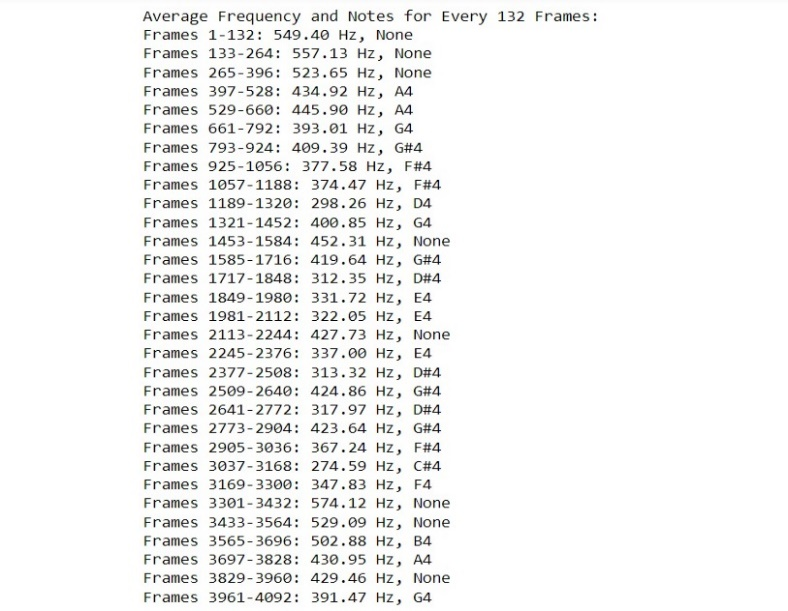 Average Frequency and Notes for Every 132 Frames:
Frames 1-132: 549.40 Hz, None
Frames 133-264: 557.13 Hz, None
Frames 265-396: 523.65 Hz, None
Frames 397-528: 434.92 Hz, A4
Frames 529-660: 445.90 Hz, A4
Frames 661-792: 393.01 Hz, G4
Frames 793-924: 409.39 Hz, G#4
Frames 925-1056: 377.58 Hz, F#4
Frames 1057-1188: 374.47 Hz, F#4
Frames 1189-1320: 298.26 Hz, D4
Frames 1321-1452: 400.85 Hz, G4
Frames 1453-1584: 452.31 Hz, None
Frames 1585-1716: 419.64 Hz, G#4
Frames 1717-1848: 312.35 Hz, D#4
Frames 1849-1980: 331.72 Hz, E4
Frames 1981-2112: 322.05 Hz, E4
Frames 2113-2244: 427.73 Hz, None
Frames 2245-2376: 337.00 Hz, E4
Frames 2377-2508: 313.32 Hz, D#4
Frames 2509-2640: 424.86 Hz, G#4
Frames 2641-2772: 317.97 Hz, D#4
Frames 2773-2904: 423.64 Hz, G#4
Frames 2905-3036: 367.24 Hz, F#4
Frames 3037-3168: 274.59 Hz, C#4
Frames 3169-3300: 347.83 Hz, F4
Frames 3301-3432: 574.12 Hz, None
Frames 3433-3564: 529.09 Hz, None
Frames 3565-3696: 502.88 Hz, B4
Frames 3697-3828: 430.95 Hz, A4
Frames 3829-3960: 429.46 Hz, None
Frames 3961-4092: 391.47 Hz, G4